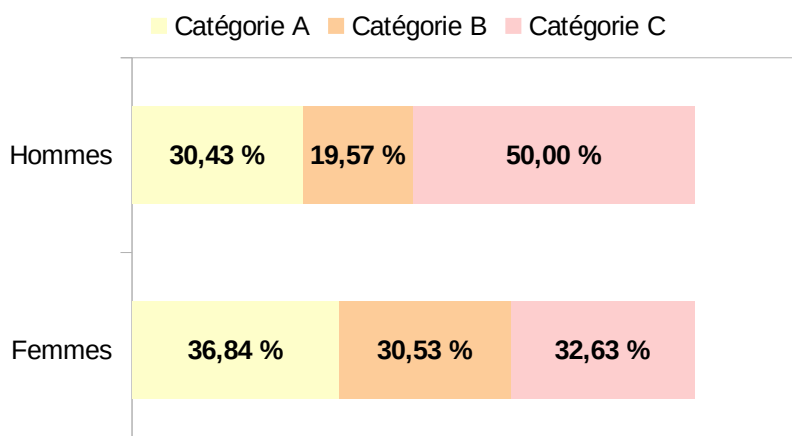 Catégorie A Catégorie B Catégorie C
Hommes 30,43 % 19,57 % 50,00 %
Femmes 36,84 % 30,53 % 32,63 %